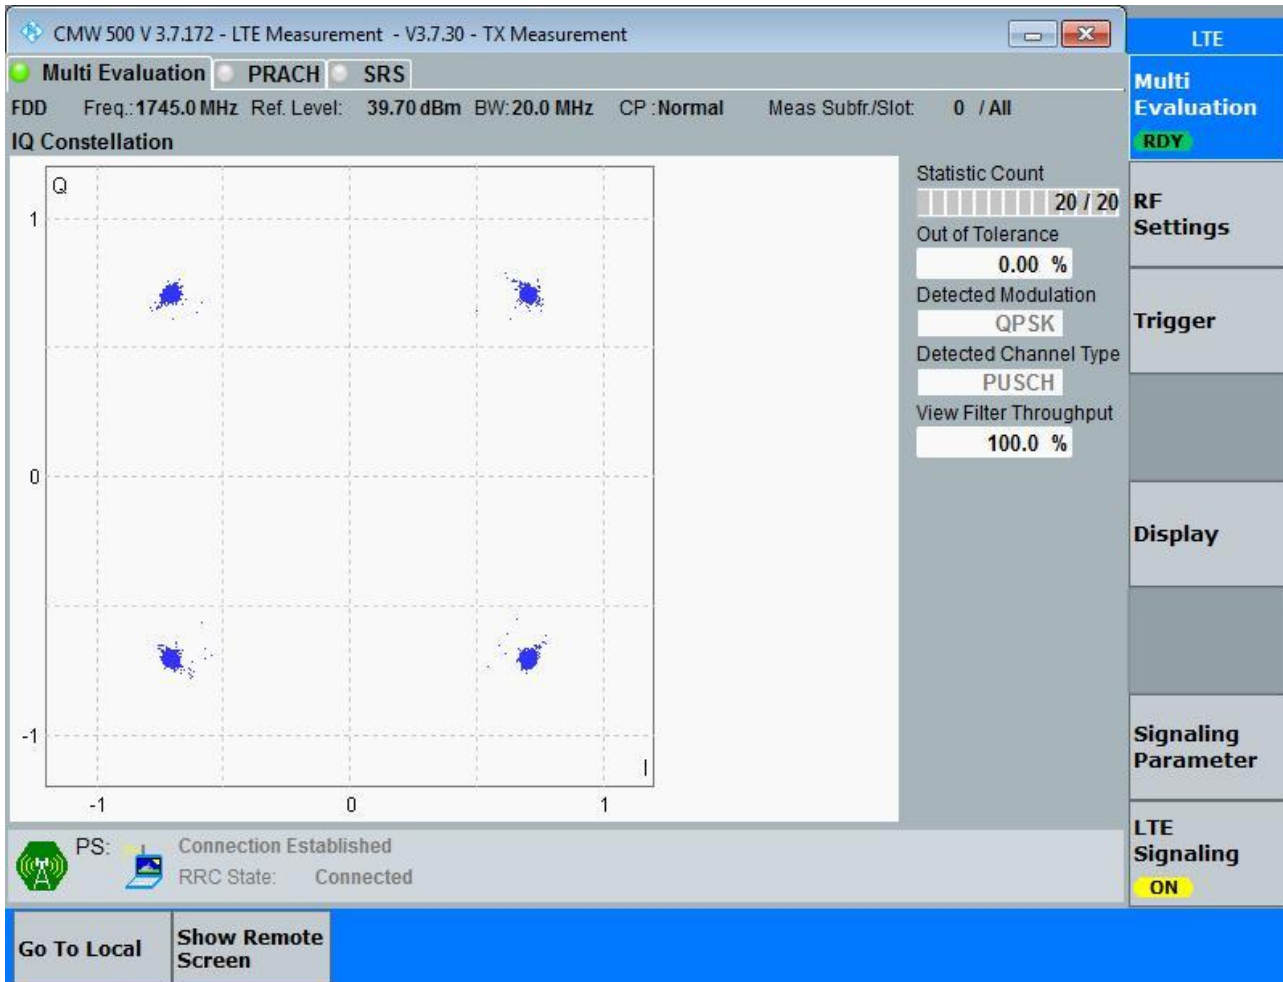 CMW 500 V 3.7.172 - LTE Measurement - V3.7.30 - TX Measurement
LTE
Multi Evaluation PRACH SRS
Multi
Evaluation
RDY
FDD Freq.:1745.0 MHz Ref. Level: 39.70 dBm BW:20.0 MHz CP :Normal Meas Subfr./Slot: 0 / All
IQ Constellation
Q
1
0
-1
-1 0 1
I
Statistic Count
20 / 20
Out of Tolerance
0.00 %
Detected Modulation
QPSK
Detected Channel Type
PUSCH
View Filter Throughput
100.0 %
RF
Settings
Trigger
Display
Signaling
Parameter
LTE
Signaling
ON
PS: Connection Established
RRC State: Connected
Go To Local
Show Remote
Screen